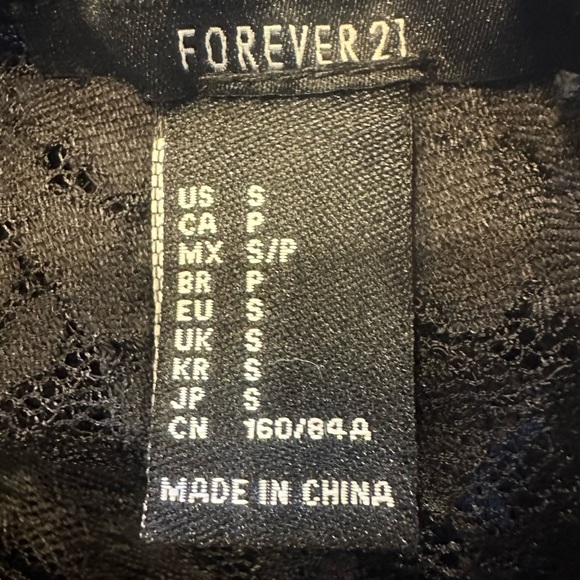 FOREVER 21
US S
CA P
MX S/P
BR P
EU S
UK S
KR S
JP S
CN 160/84A
MADE IN CHINA